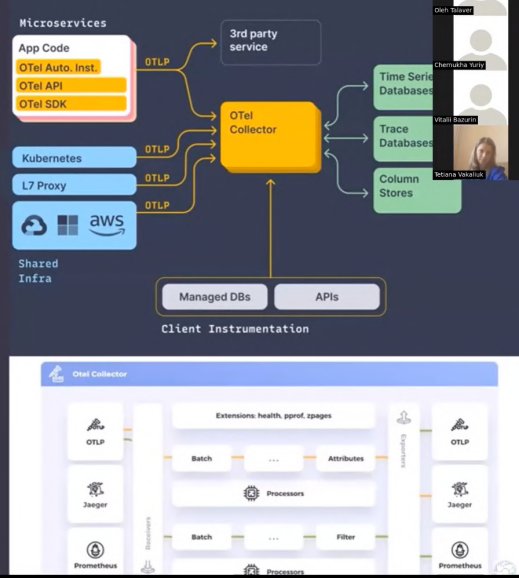 Microservices
App Code
OTel Auto. Inst.
OTel API
OTel SDK
OTLP
3rd party
service
OTel
Collector
Kubernetes
OTLP
L7 Proxy
OTLP
aws
OTLP
Shared
Infra
Time Serie
Databases
Trace
Databases
Column
Stores
Managed DBs
APIs
Client Instrumentation
Oleh Talaver
Chernukha Yuriy
Vitalii Bazurin
Tetiana Vakaliuk
Otel Collector
OTLP
Jaeger
Prometheus
Receivers
Extensions: health, pprof, zpages
Batch
...
Attributes
Processors
Batch
...
Filter
Processors
Exporters
OTLP
Jaeger
Prometheus